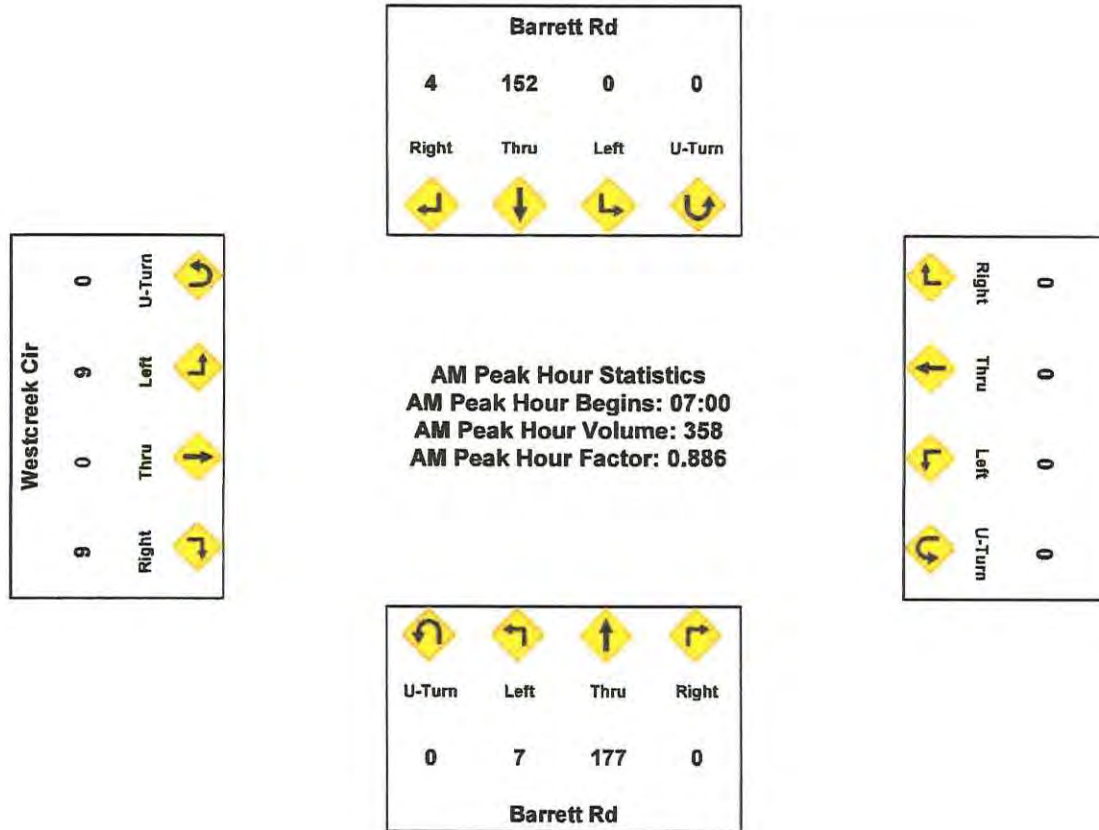 Barrett Rd
4 152 0 0
Right Thru Left U-Turn
Westcreek Cir
0 9 0 9
U-Turn Left Thru Right
AM Peak Hour Statistics
AM Peak Hour Begins: 07:00
AM Peak Hour Volume: 358
AM Peak Hour Factor: 0.886
Right Thru Left U-Turn
0 0 0 0
U-Turn Left Thru Right
0 7 177 0
Barrett Rd